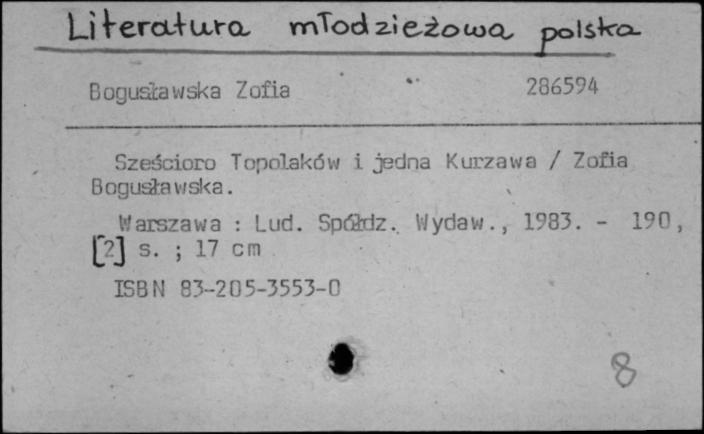 Literatura młodzieżowa polska
Bogusławska Zofia 286594
Sześcioro Topolaków i jedna Kurzawa / Zofia
Bogusławska.
Warszawa : Lud. Spółdz. Wydaw., 1983. - 190,
[2] s. ; 17 cm
ISBN 83-205-3553-0
8